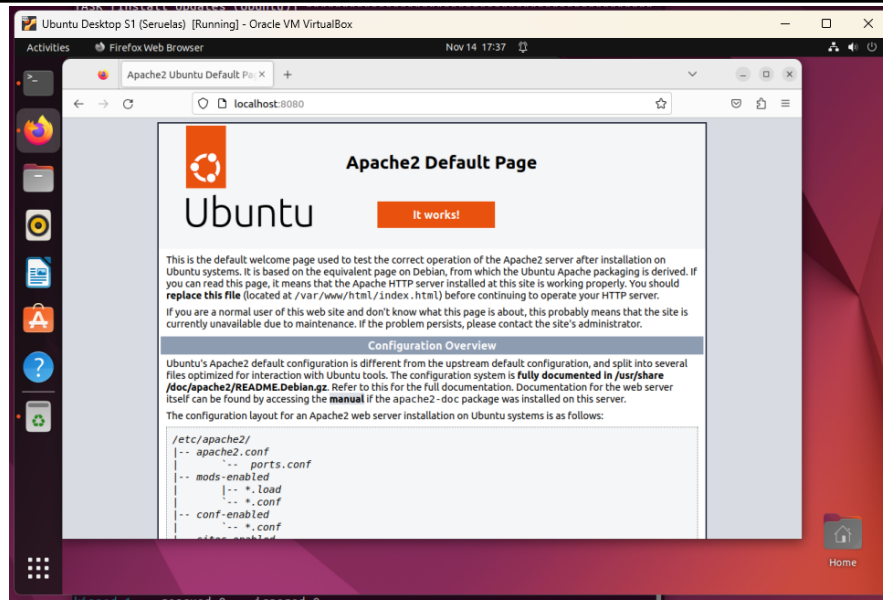 TASK [Install updates (Ubuntu)]
Ubuntu Desktop S1 (Seruelas) [Running] - Oracle VM VirtualBox
Activities Firefox Web Browser Nov 14 17:37
Apache2 Ubuntu Default Pa
localhost:8080
Apache2 Default Page
Ubuntu
It works!
This is the default welcome page used to test the correct operation of the Apache2 server after installation on
Ubuntu systems. It is based on the equivalent page on Debian, from which the Ubuntu Apache packaging is derived. If
you can read this page, it means that the Apache HTTP server installed at this site is working properly. You should
replace this file (located at /var/www/html/index.html) before continuing to operate your HTTP server.
If you are a normal user of this web site and don't know what this page is about, this probably means that the site is
currently unavailable due to maintenance. If the problem persists, please contact the site's administrator.
Configuration Overview
Ubuntu's Apache2 default configuration is different from the upstream default configuration, and split into several
files optimized for interaction with Ubuntu tools. The configuration system is fully documented in /usr/share
/doc/apache2/README.Debian.gz. Refer to this for the full documentation. Documentation for the web server
itself can be found by accessing the manual if the apache2-doc package was installed on this server.
The configuration layout for an Apache2 web server installation on Ubuntu systems is as follows:
/etc/apache2/
|-- apache2.conf
|       `--  ports.conf
|-- mods-enabled
|       |-- *.load
|       `-- *.conf
|-- conf-enabled
|       `-- *.conf
|-- sites-enabled
Home